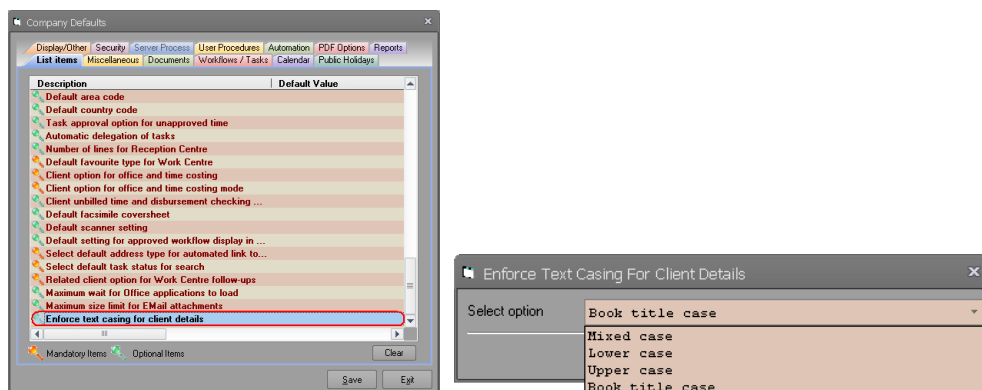 Company Defaults
Display/Other Security Server Process User Procedures Automation PDF Options Reports
List items Miscellaneous Documents Workflows / Tasks Calendar Public Holidays
Description Default Value
Default area code
Default country code
Task approval option for unapproved time
Automatic delegation of tasks
Number of lines for Reception Centre
Default favourite type for Work Centre
Client option for office and time costing
Client option for office and time costing mode
Client unbilled time and disbursement checking ...
Default facsimile coversheet
Default scanner setting
Default setting for approved workflow display in ...
Select default address type for automated link to...
Select default task status for search
Related client option for Work Centre follow-ups
Maximum wait for Office applications to load
Maximum size limit for EMail attachments
Enforce text casing for client details
Mandatory Items Optional Items Clear
Save Exit
Enforce Text Casing For Client Details
Select option Book title case
Mixed case
Lower case
Upper case
Book title case